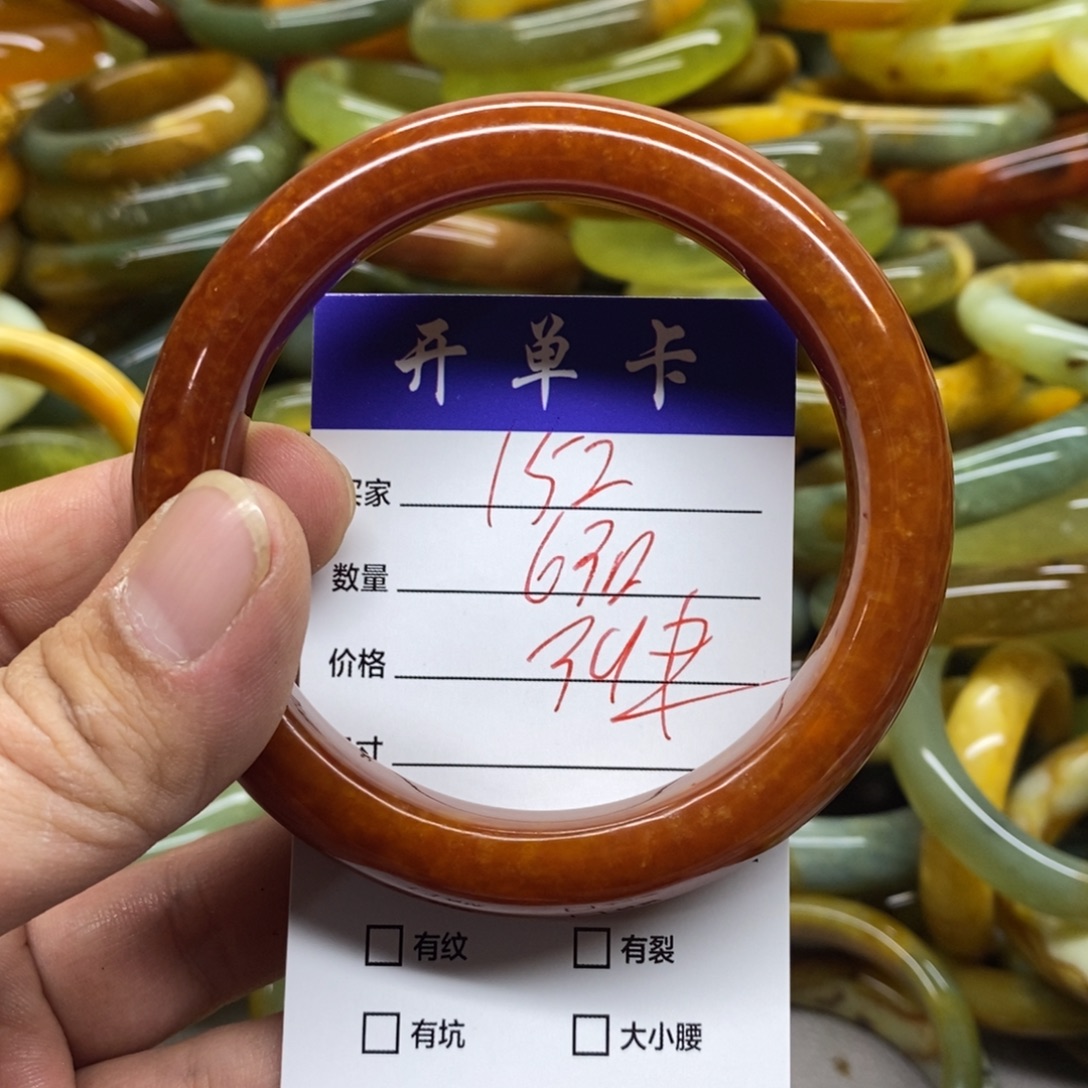 开单卡
买家 152
数量 630
价格
寸
有纹 有裂
有坑 大小腰